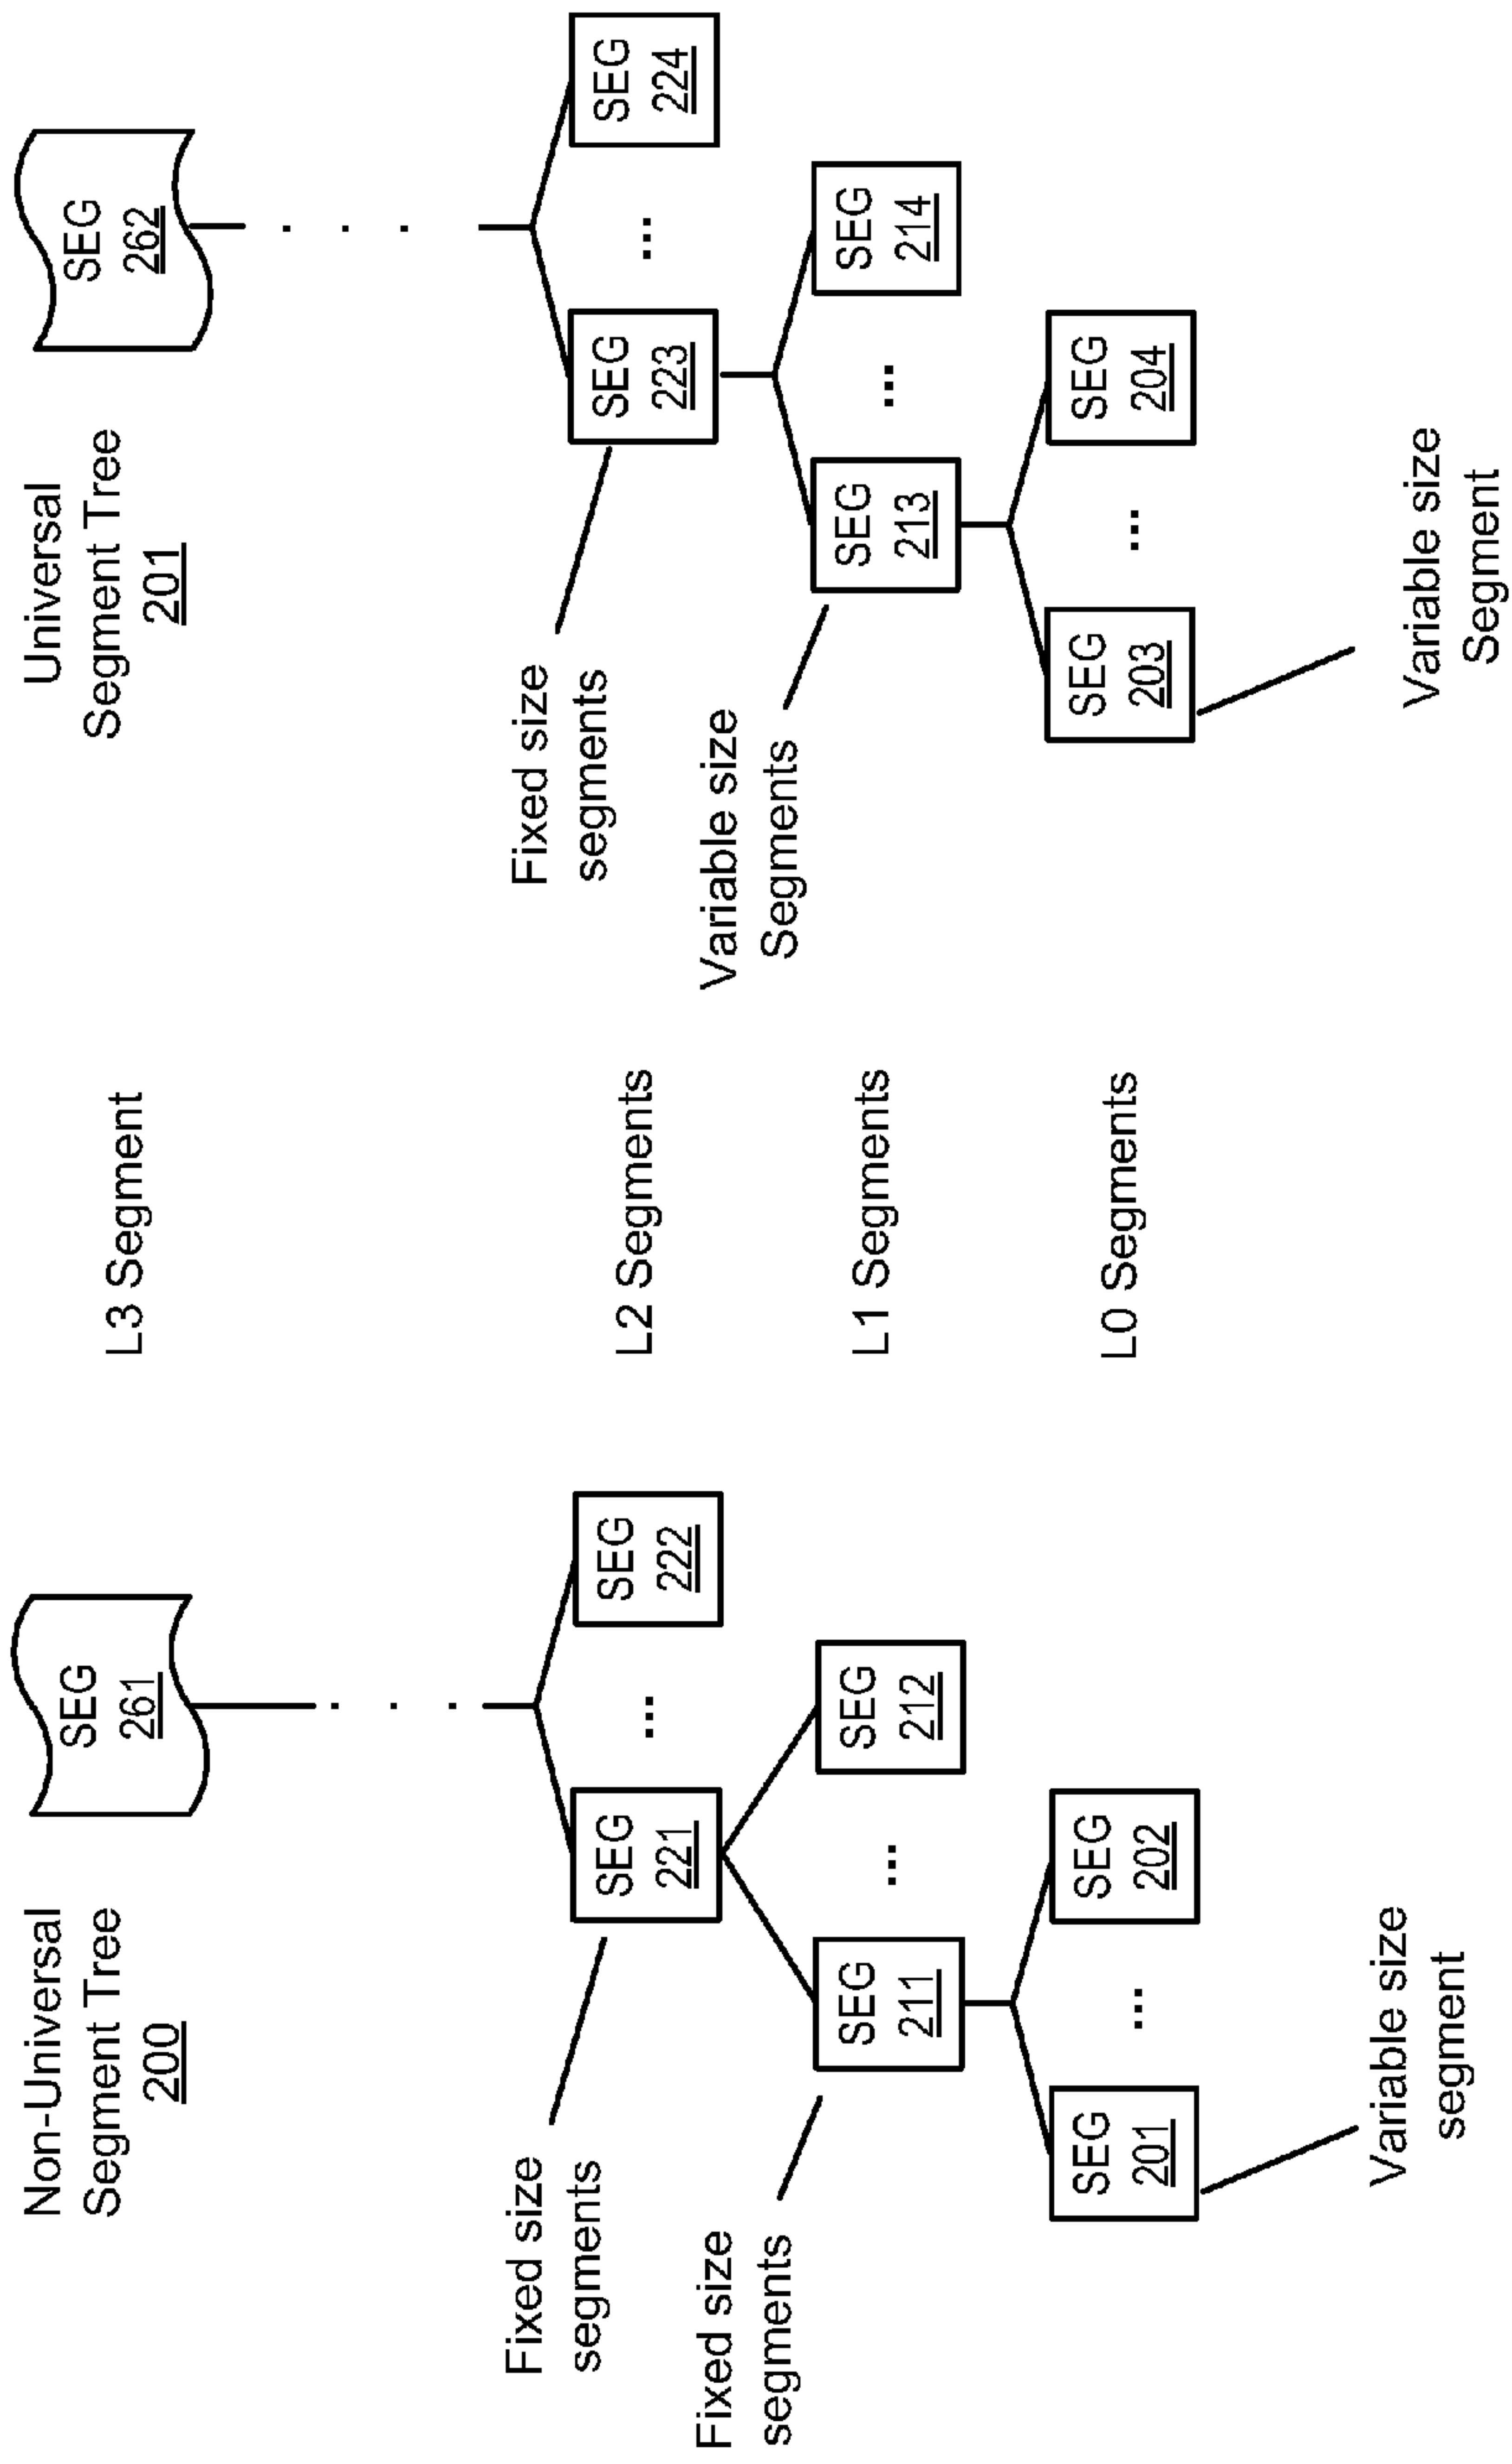 Non-Universal
Segment Tree
200
SEG
261
L3 Segment
Universal
Segment Tree
201
SEG
262
Fixed size
segments
SEG
221
...
SEG
222
L2 Segments
Fixed size
segments
SEG
223
...
SEG
224
Fixed size
segments
SEG
211
...
SEG
212
L1 Segments
Variable size
Segments
SEG
213
...
SEG
214
SEG
201
...
SEG
202
L0 Segments
SEG
203
...
SEG
204
Variable size
segment
Variable size
Segment